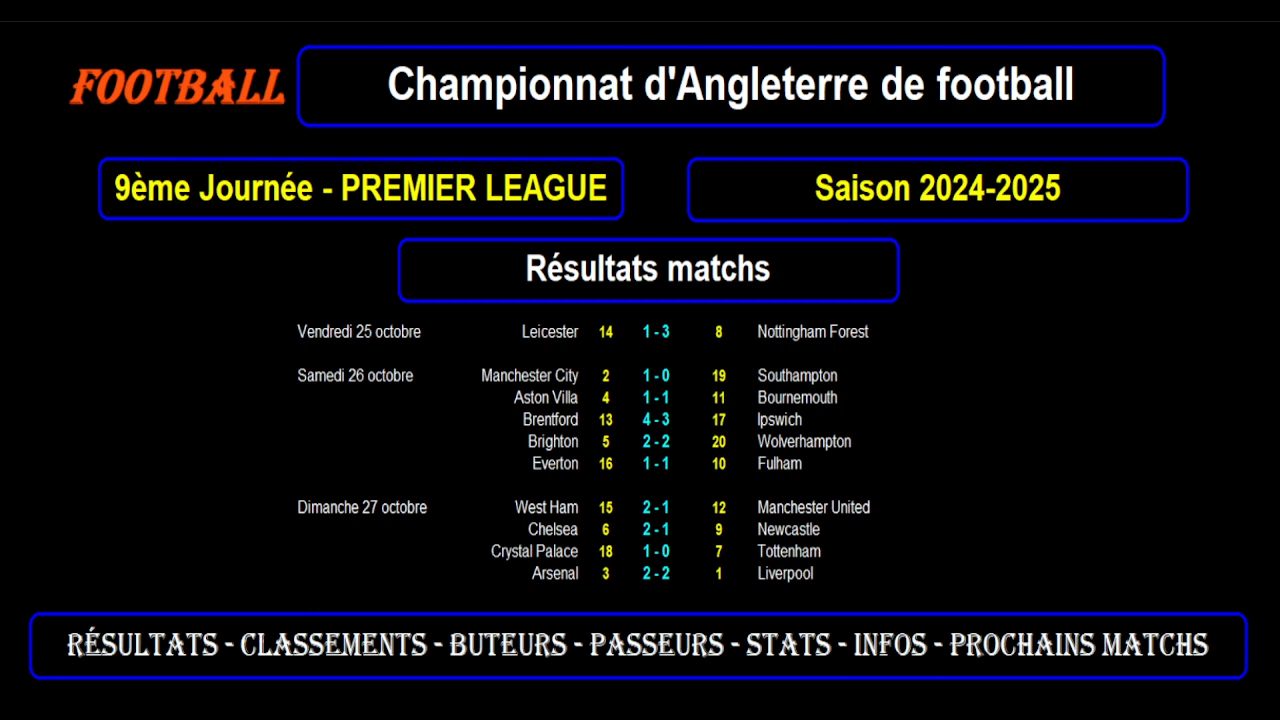 FOOTBALL
Championnat d'Angleterre de football
9ème Journée - PREMIER LEAGUE
Saison 2024-2025
Résultats matchs
Vendredi 25 octobre Leicester 14 1 - 3 8 Nottingham Forest
Samedi 26 octobre Manchester City 2 1 - 0 19 Southampton
Aston Villa 4 1 - 1 11 Bournemouth
Brentford 13 4 - 3 17 Ipswich
Brighton 5 2 - 2 20 Wolverhampton
Everton 16 1 - 1 10 Fulham
Dimanche 27 octobre West Ham 15 2 - 1 12 Manchester United
Chelsea 6 2 - 1 9 Newcastle
Crystal Palace 18 1 - 0 7 Tottenham
Arsenal 3 2 - 2 1 Liverpool
RÉSULTATS - CLASSEMENTS - BUTEURS - PASSEURS - STATS - INFOS - PROCHAINS MATCHS